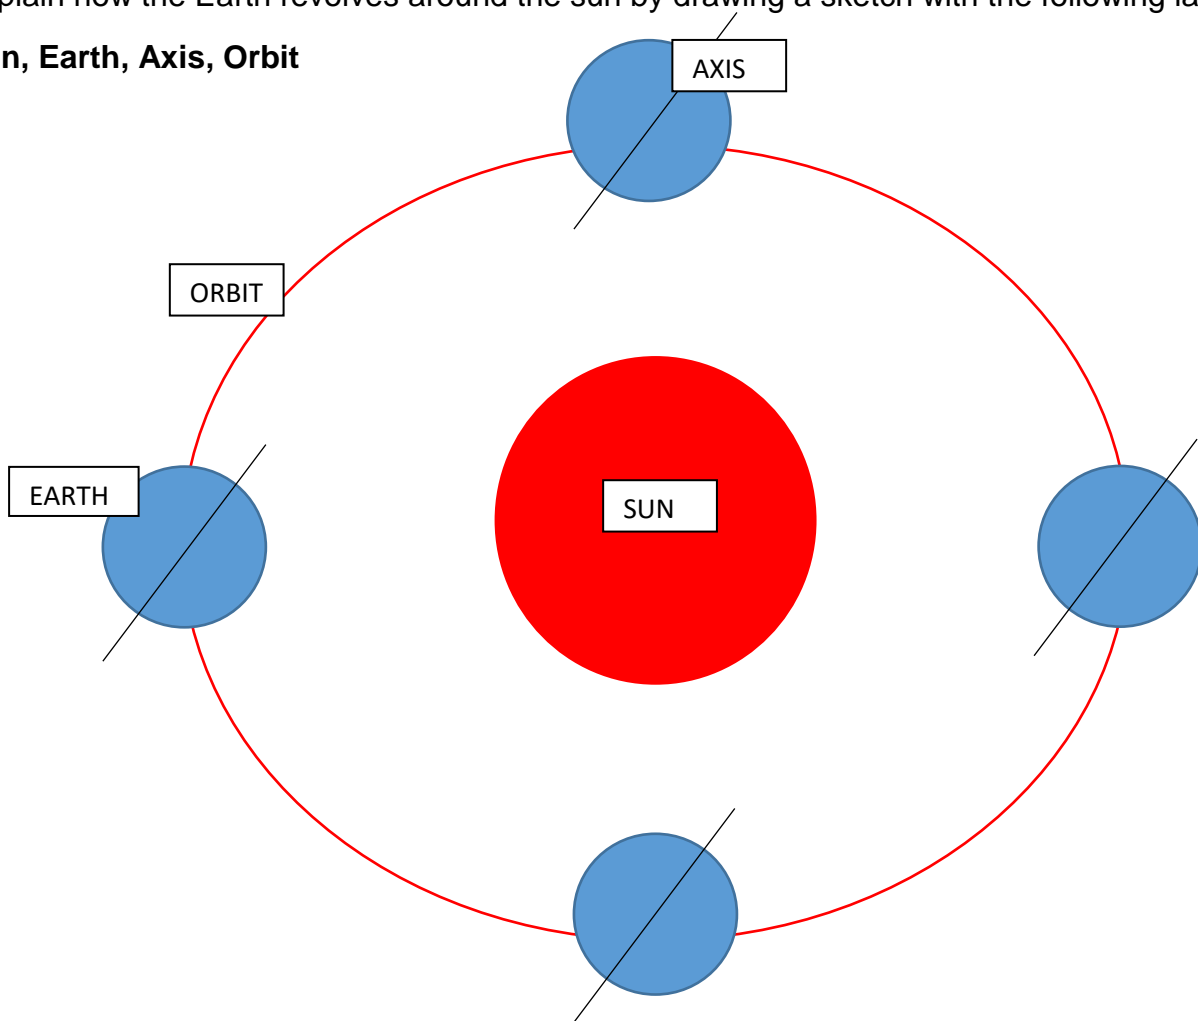 plain how the Earth revolves around the sun by drawing a sketch with the following la
n, Earth, Axis, Orbit
AXIS
ORBIT
EARTH
SUN